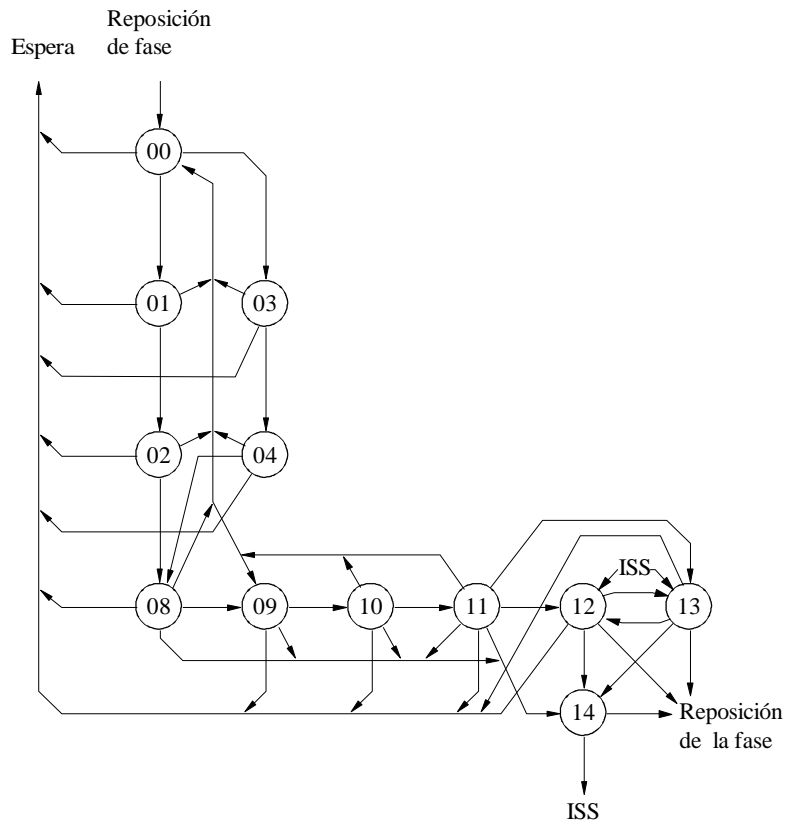 Reposición
de fase
Espera
00
01
03
02
04
ISS
08
09
10
11
12
13
14
Reposición
de la fase
ISS